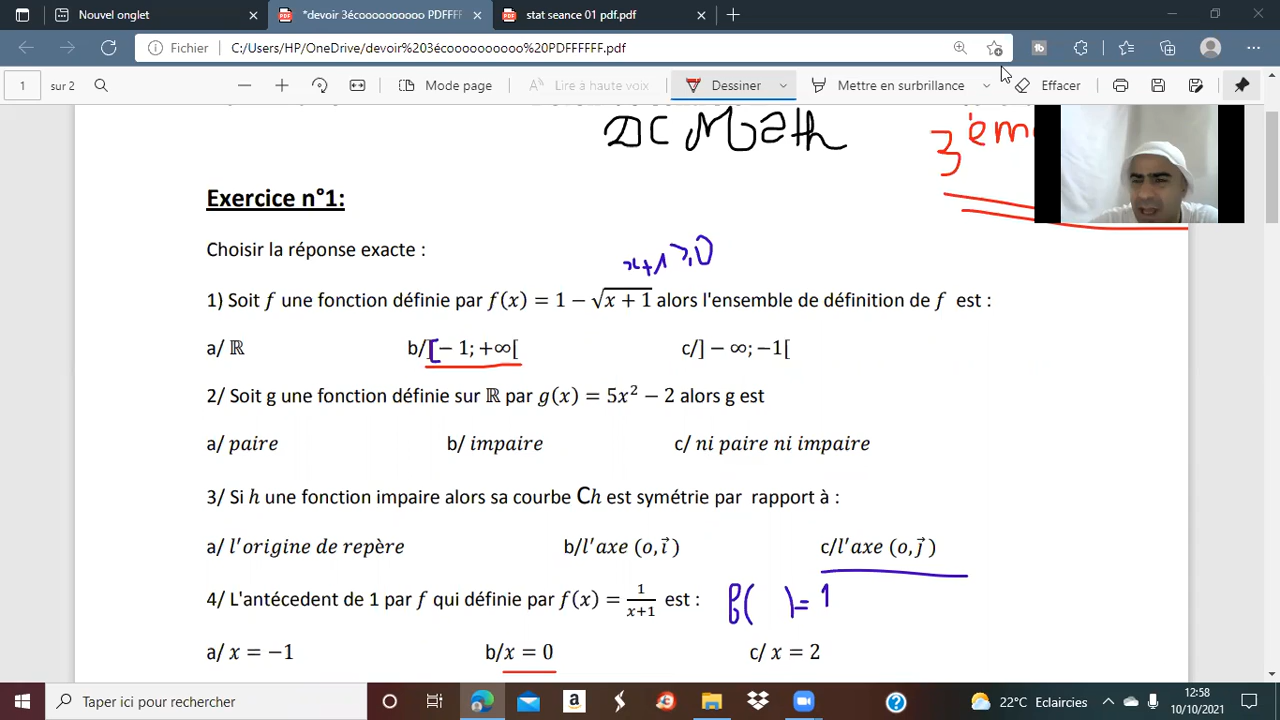 Nouvel onglet
*devoir 3écooooooooo PDFFFF
stat seance 01 pdf.pdf
Fichier
C:/Users/HP/OneDrive/devoir%203écooooooooo%20PDFFFFFF.pdf
1
sur 2
Mode page
Lire à haute voix
Dessiner
Mettre en surbrillance
Effacer
DC Math
3
Exercice n°1:
Choisir la réponse exacte :
x+1 ≥ 0
1) Soit f une fonction définie par f(x) = 1 − √(x + 1) alors l'ensemble de définition de f est :
a/ ℝ b/[− 1; +∞[ c/] − ∞; −1[
2/ Soit g une fonction définie sur ℝ par g(x) = 5x² − 2 alors g est
a/ paire b/ impaire c/ ni paire ni impaire
3/ Si h une fonction impaire alors sa courbe Ch est symétrie par rapport à :
a/ l'origine de repère b/l'axe (o, i⃗) c/l'axe (o, j⃗)
4/ L'antécedent de 1 par f qui définie par f(x) = 1/(x+1) est : f( )= 1
a/ x = −1 b/x = 0 c/ x = 2
Taper ici pour rechercher
22°C Eclaircies
12:58
10/10/2021